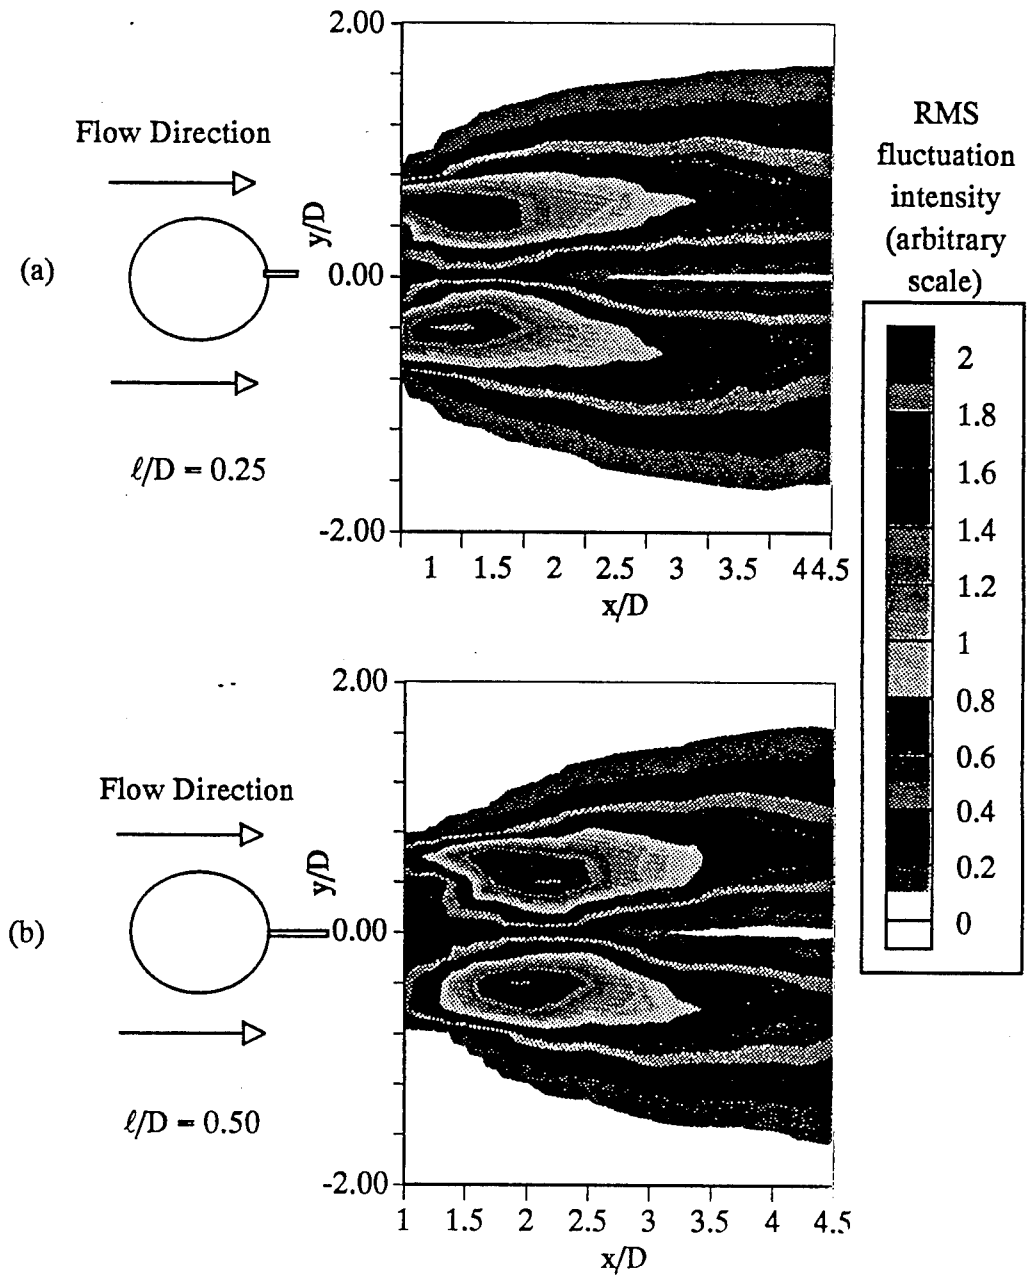 2.00
Flow Direction
y/D
(a)
0.00
ℓ/D = 0.25
-2.00
1 1.5 2 2.5 3 3.5 4 4.5
x/D
RMS
fluctuation
intensity
(arbitrary
scale)
2
1.8
1.6
1.4
1.2
1
0.8
0.6
0.4
0.2
0
2.00
Flow Direction
y/D
(b)
0.00
ℓ/D = 0.50
-2.00
1 1.5 2 2.5 3 3.5 4 4.5
x/D